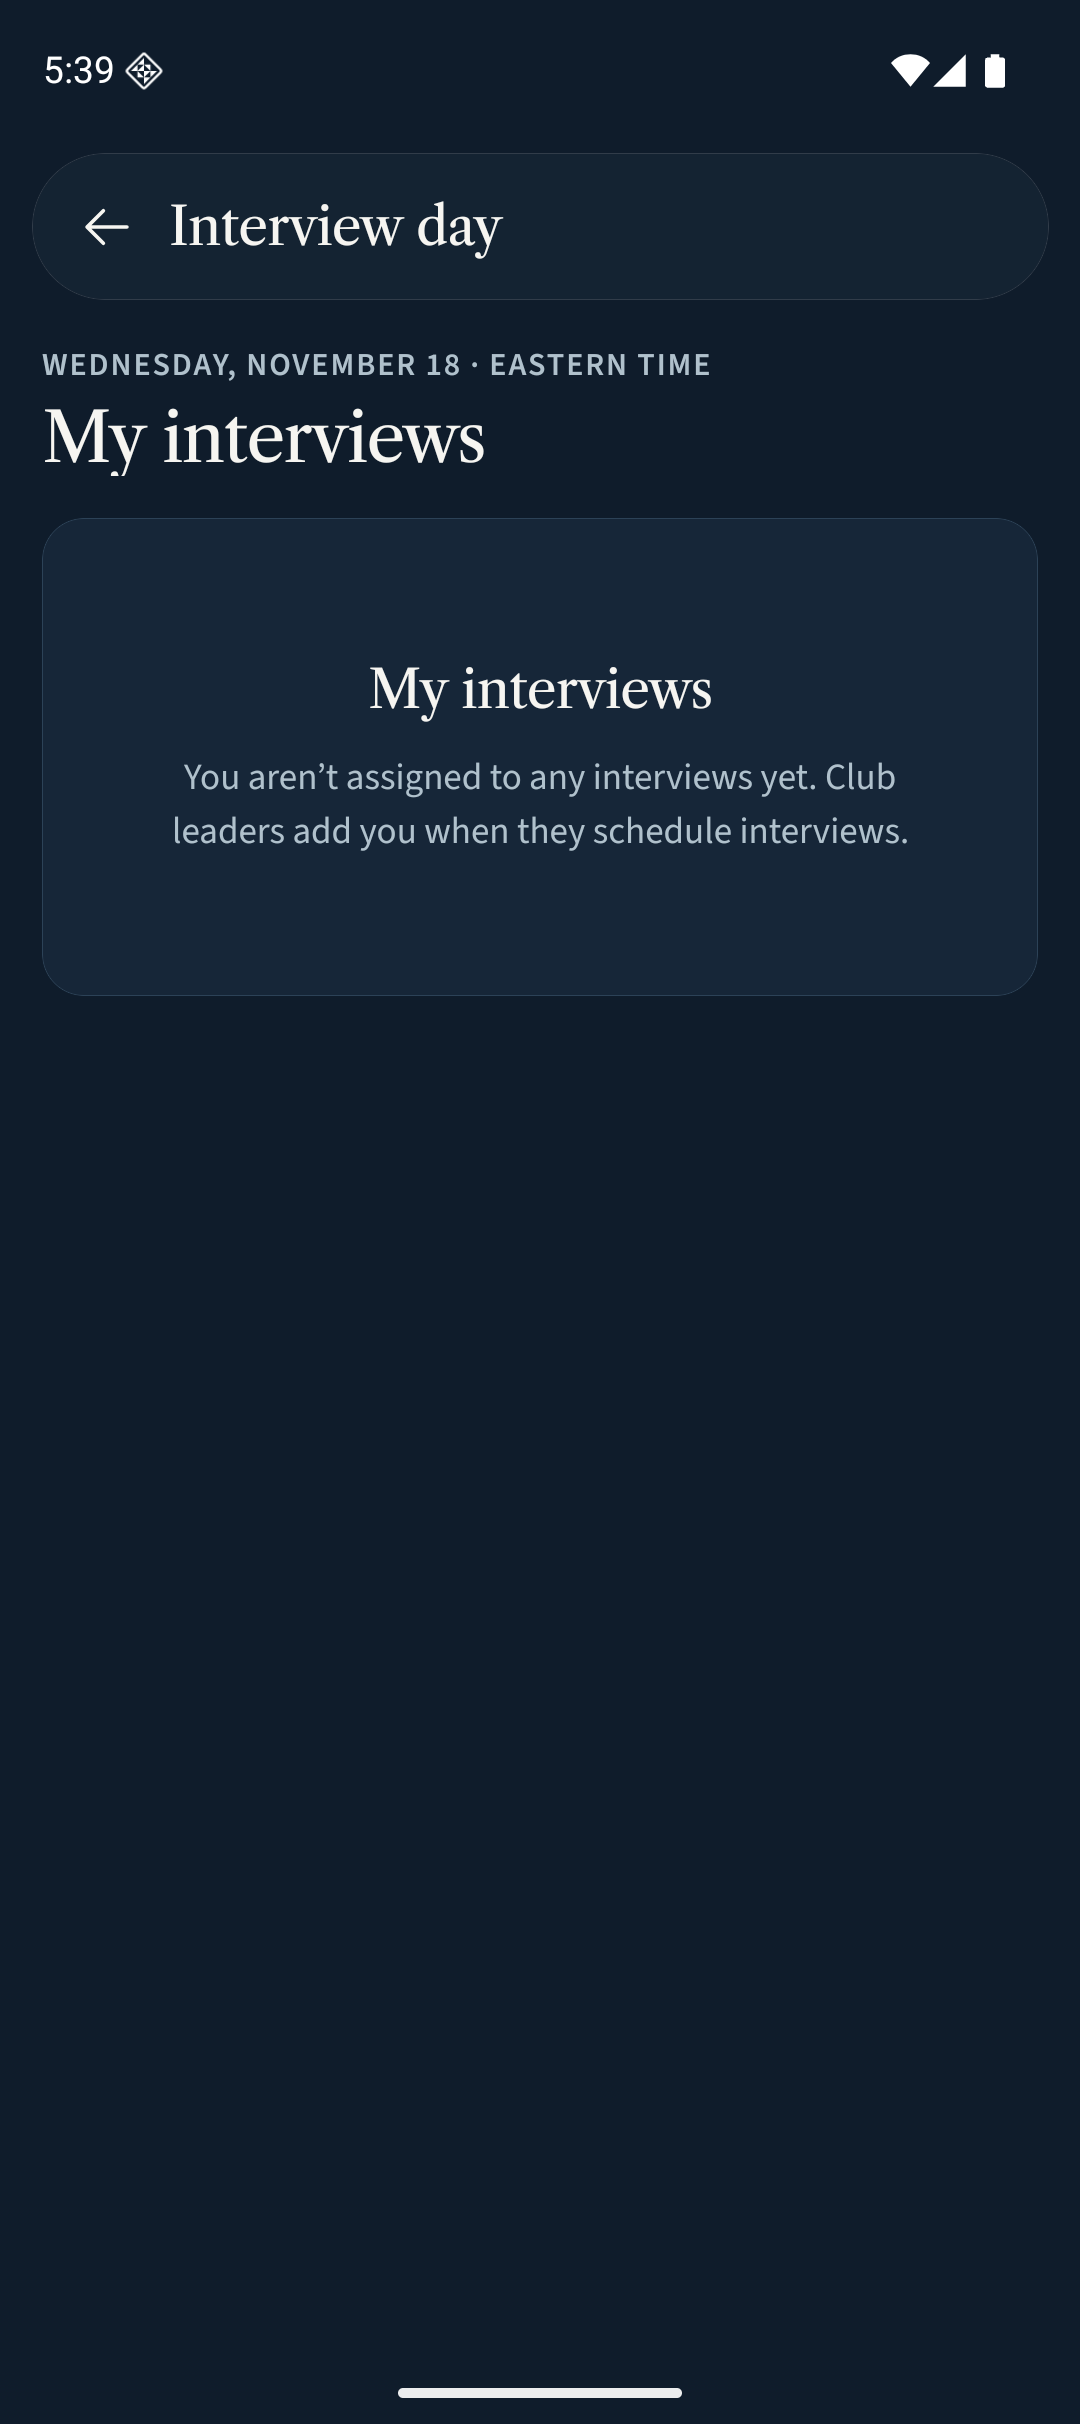 5:39
Interview day
WEDNESDAY, NOVEMBER 18 · EASTERN TIME
My interviews
My interviews
You aren’t assigned to any interviews yet. Club
leaders add you when they schedule interviews.